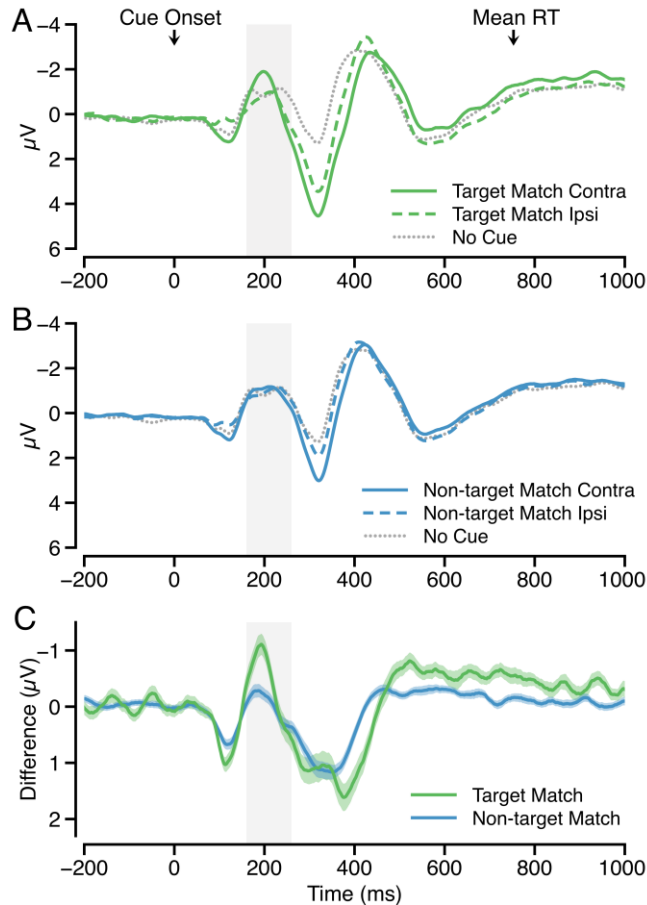 A
Cue Onset
Mean RT
-4
-2
0
2
4
6
μV
Target Match Contra
Target Match Ipsi
No Cue
-200 0 200 400 600 800 1000
B
-4
-2
0
2
4
6
μV
Non-target Match Contra
Non-target Match Ipsi
No Cue
-200 0 200 400 600 800 1000
C
-1
0
1
2
Difference (μV)
Target Match
Non-target Match
-200 0 200 400 600 800 1000
Time (ms)